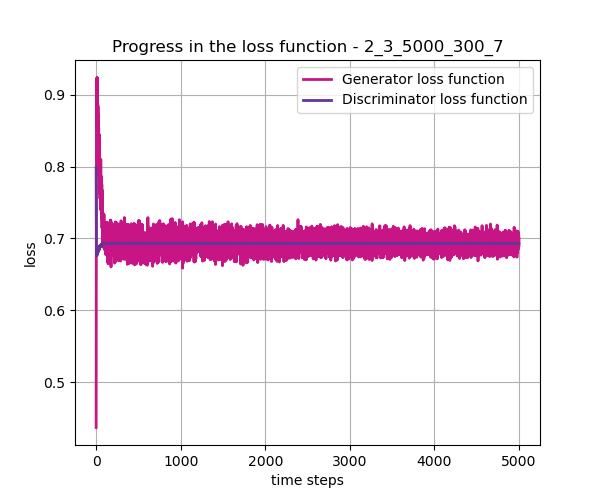 Progress in the loss function - 2_3_5000_300_7
Generator loss function
Discriminator loss function
0.9
0.8
0.7
0.6
0.5
loss
0 1000 2000 3000 4000 5000
time steps